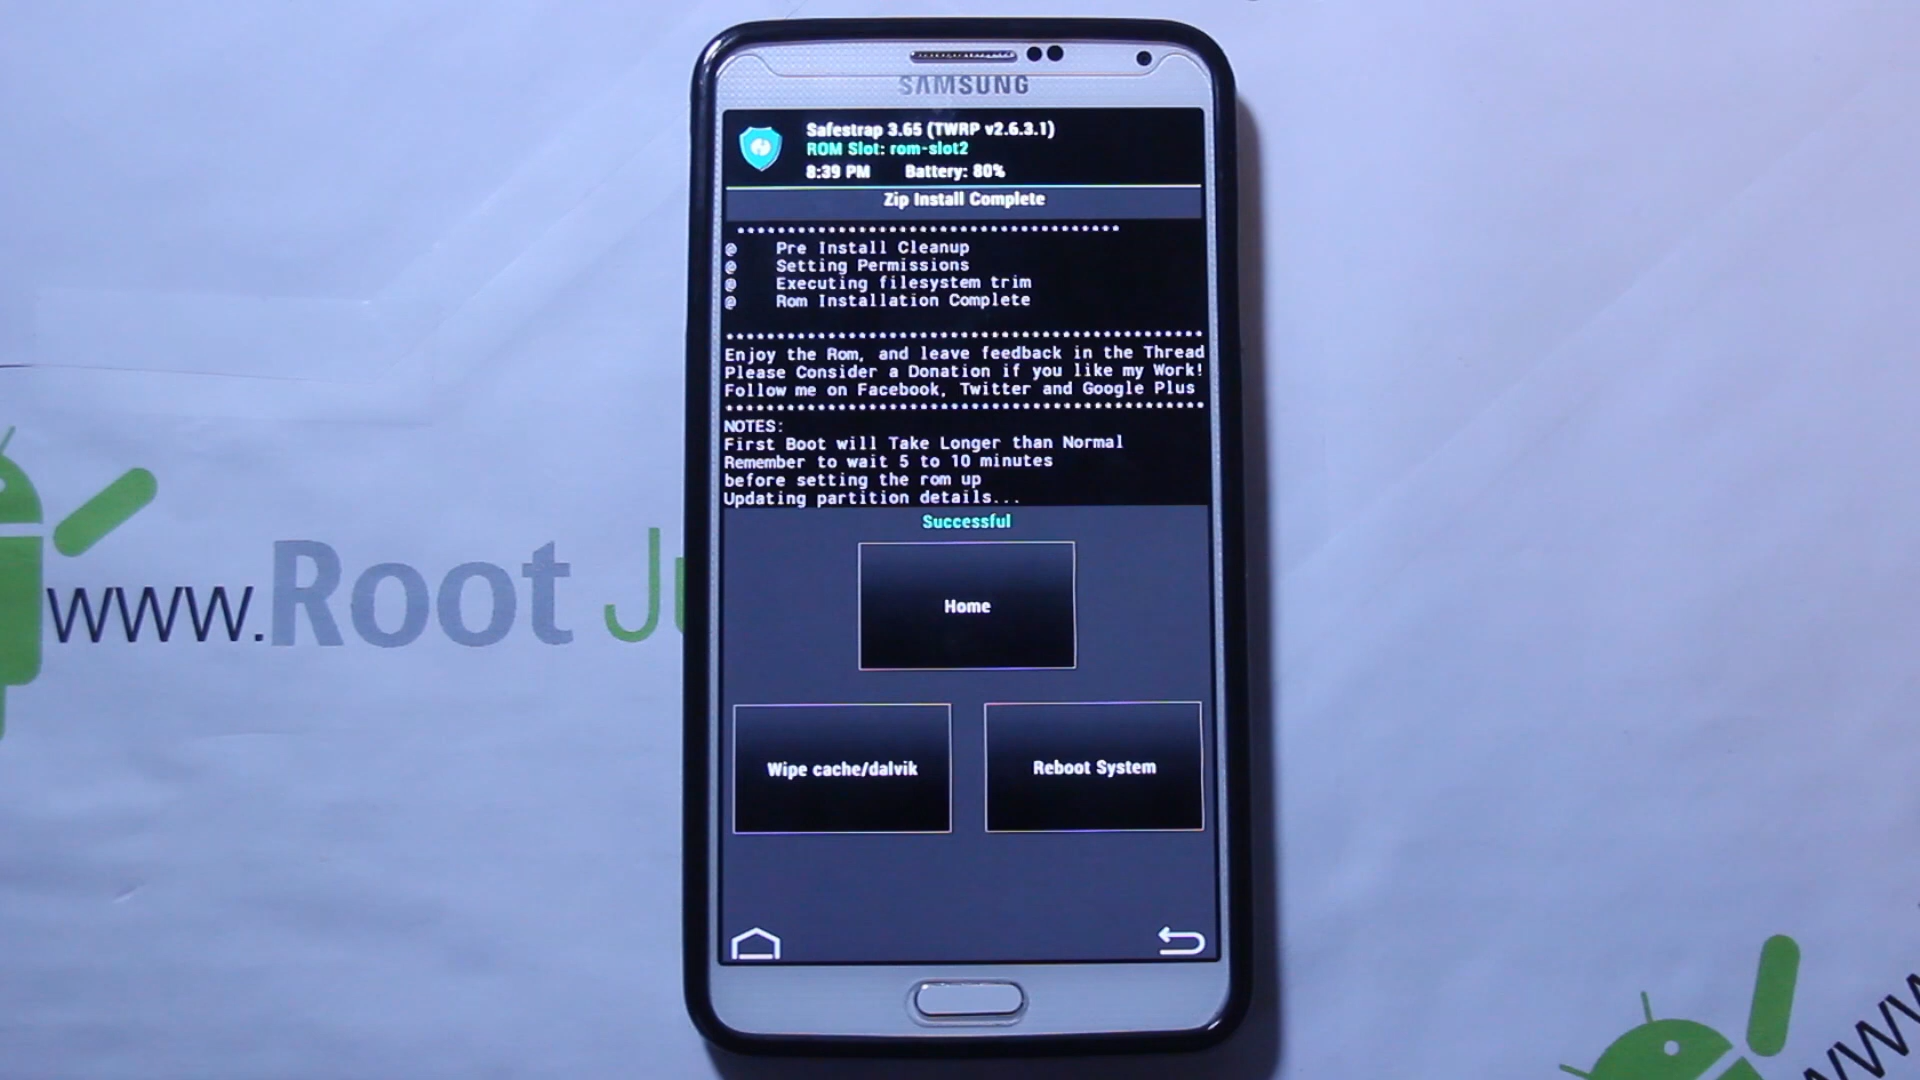 SAMSUNG
Safestrap 3.65 (TWRP v2.6.3.1)
ROM Slot: rom-slot2
8:39 PM Battery: 80%
Zip Install Complete
@ Pre Install Cleanup
@ Setting Permissions
@ Executing filesystem trim
@ Rom Installation Complete
Enjoy the Rom, and leave feedback in the Thread
Please Consider a Donation if you like my Work!
Follow me on Facebook, Twitter and Google Plus
NOTES:
First Boot will Take Longer than Normal
Remember to wait 5 to 10 minutes
before setting the rom up
Updating partition details...
Successful
Home
Wipe cache/dalvik
Reboot System
www.Root
www